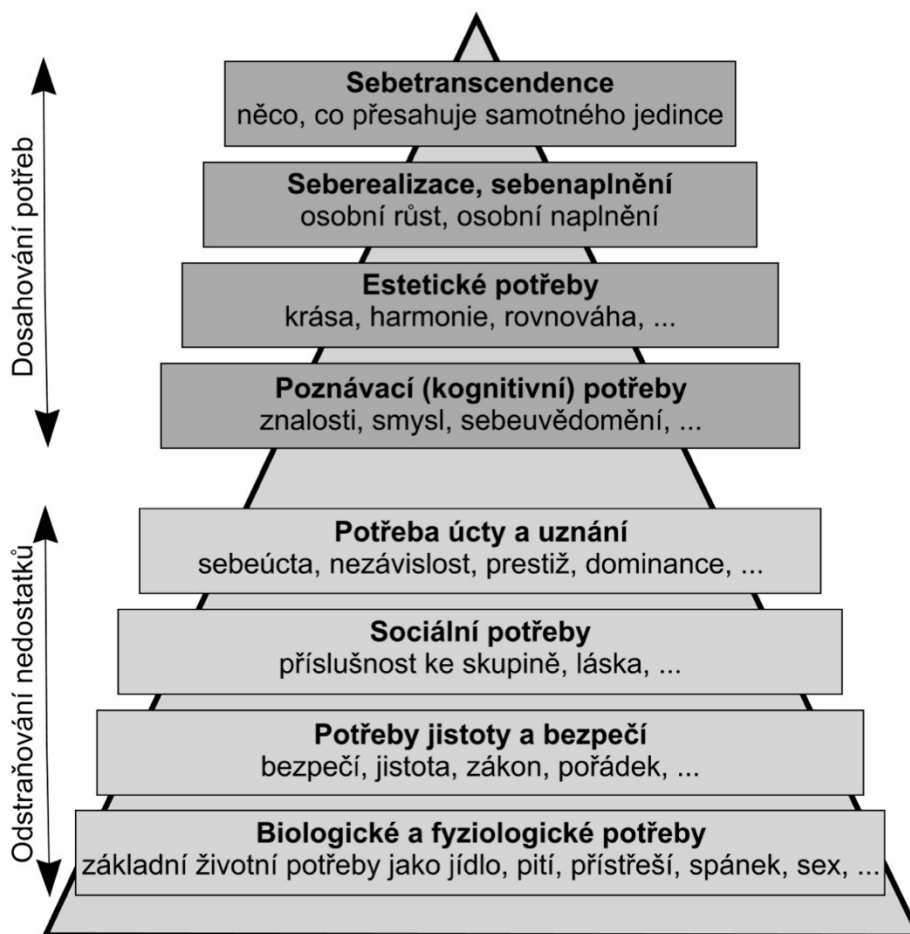 Dosahování potřeb
Sebetranscendence
něco, co přesahuje samotného jedince
Seberealizace, sebenaplnění
osobní růst, osobní naplnění
Estetické potřeby
krása, harmonie, rovnováha, ...
Poznávací (kognitivní) potřeby
znalosti, smysl, sebeuvědomění, ...
Odstraňování nedostatků
Potřeba úcty a uznání
sebeúcta, nezávislost, prestiž, dominance, ...
Sociální potřeby
příslušnost ke skupině, láska, ...
Potřeby jistoty a bezpečí
bezpečí, jistota, zákon, pořádek, ...
Biologické a fyziologické potřeby
základní životní potřeby jako jídlo, pití, přístřeší, spánek, sex, ...